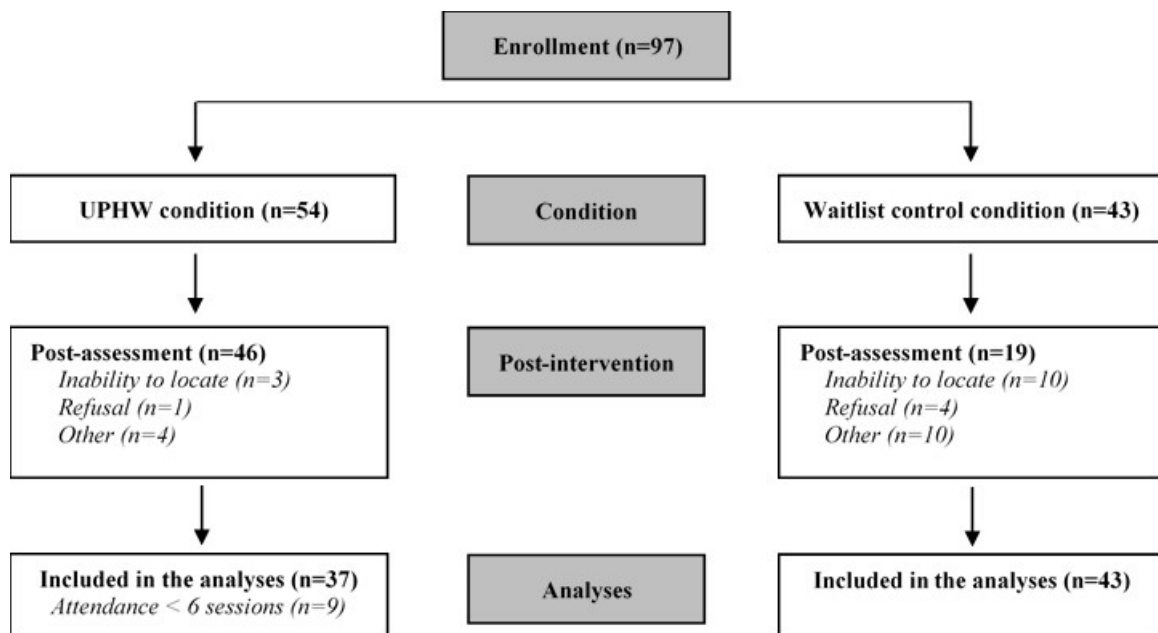 Enrollment (n=97)
UPHW condition (n=54)
Condition
Waitlist control condition (n=43)
Post-assessment (n=46)
Inability to locate (n=3)
Refusal (n=1)
Other (n=4)
Post-intervention
Post-assessment (n=19)
Inability to locate (n=10)
Refusal (n=4)
Other (n=10)
Included in the analyses (n=37)
Attendance < 6 sessions (n=9)
Analyses
Included in the analyses (n=43)